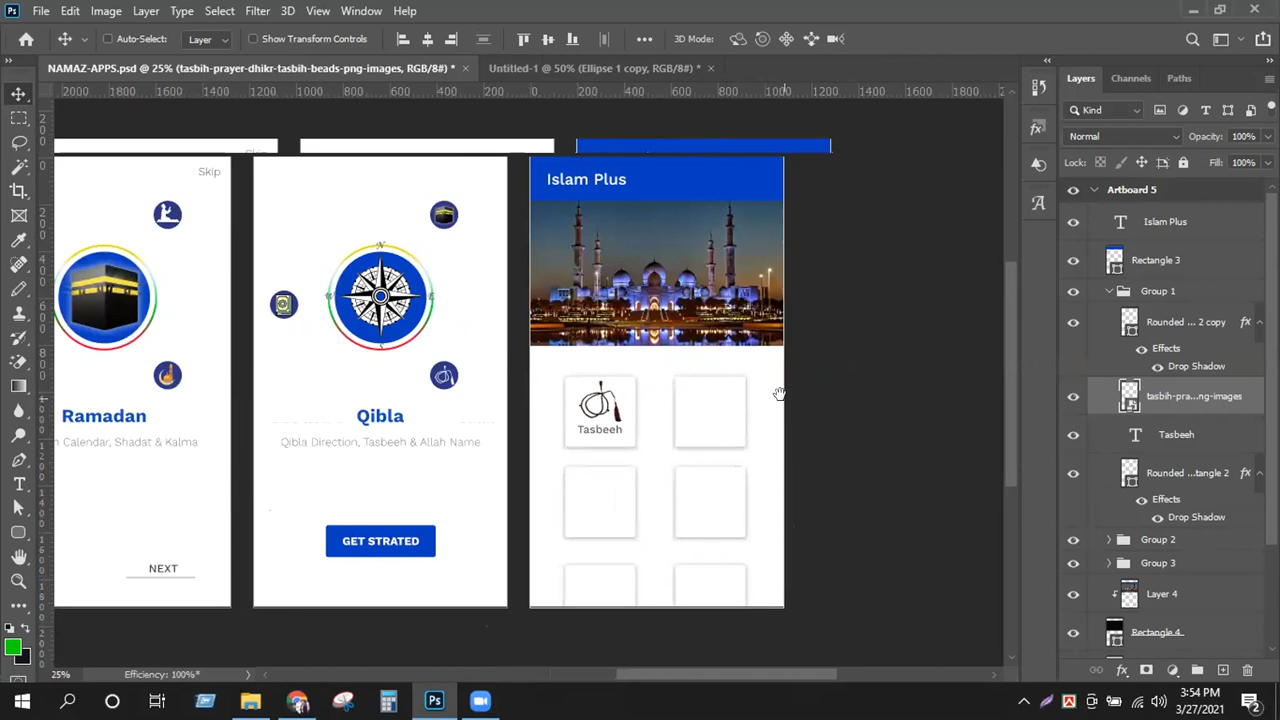 Ps File Edit Image Layer Type Select Filter 3D View Window Help
Auto-Select: Layer Show Transform Controls 3D Mode:
NAMAZ-APPS.psd @ 25% (tasbih-prayer-dhikr-tasbih-beads-png-images, RGB/8#) * × Untitled-1 @ 50% (Ellipse 1 copy, RGB/8#) * ×
2000 1800 1600 1400 1200 1000 800 600 400 200 0 200 400 600 800 1000 1200 1400 1600 1800
Skip
Islam Plus
N
E
Tasbeeh
Ramadan
Qibla
Calendar, Shadat & Kalma
Qibla Direction, Tasbeeh & Allah Name
GET STRATED
NEXT
Layers Channels Paths
Kind
Normal Opacity: 100%
Lock: Fill: 100%
Artboard 5
T Islam Plus
Rectangle 3
Group 1
Rounded ... 2 copy fx
Effects
Drop Shadow
tasbih-pra...ng-images
T Tasbeeh
Rounded ...tangle 2 fx
Effects
Drop Shadow
Group 2
Group 3
Layer 4
Rectangle 4
25% Efficiency: 100%*
3:54 PM
3/27/2021
2